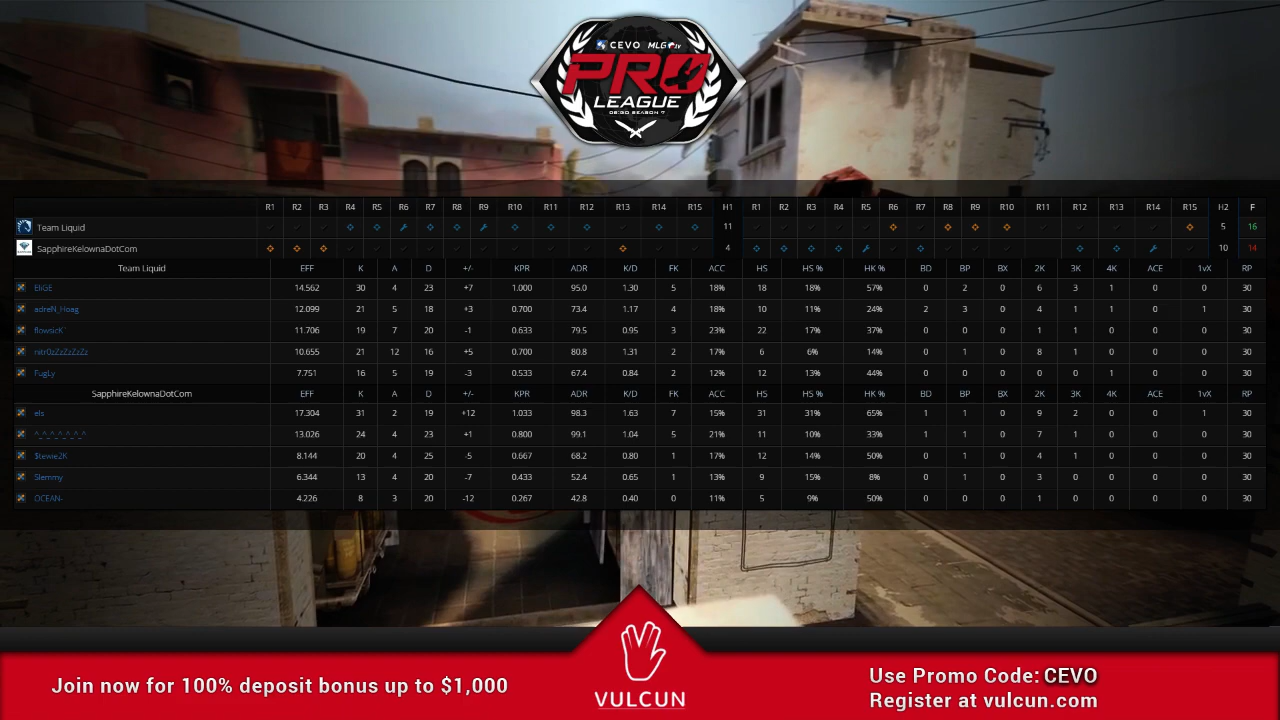 CEVO MLG.tv
PRO
LEAGUE
CS:GO SEASON 7
R1 R2 R3 R4 R5 R6 R7 R8 R9 R10 R11 R12 R13 R14 R15 H1 R1 R2 R3 R4 R5 R6 R7 R8 R9 R10 R11 R12 R13 R14 R15 H2 F
Team Liquid 11 5 16
SapphireKelownaDotCom 4 10 14
Team Liquid EFF K A D +/- KPR ADR K/D FK ACC HS HS % HK % BD BP BX 2K 3K 4K ACE 1vX RP
EliGE 14.562 30 4 23 +7 1.000 95.0 1.30 5 18% 18 18% 57% 0 2 0 6 3 1 0 0 30
adreN_Hoag 12.099 21 5 18 +3 0.700 73.4 1.17 4 18% 10 11% 24% 2 3 0 4 1 1 0 1 30
flowsicK` 11.706 19 7 20 -1 0.633 79.5 0.95 3 23% 22 17% 37% 0 0 0 1 1 0 0 0 30
nitr0zZzZzZzZz 10.655 21 12 16 +5 0.700 80.8 1.31 2 17% 6 6% 14% 0 1 0 8 1 0 0 0 30
FugLy 7.751 16 5 19 -3 0.533 67.4 0.84 2 12% 12 13% 44% 0 0 0 0 0 1 0 0 30
SapphireKelownaDotCom EFF K A D +/- KPR ADR K/D FK ACC HS HS % HK % BD BP BX 2K 3K 4K ACE 1vX RP
els 17.304 31 2 19 +12 1.033 98.3 1.63 7 15% 31 31% 65% 1 1 0 9 2 0 0 1 30
^_^_^_^_^_^_^ 13.026 24 4 23 +1 0.800 99.1 1.04 5 21% 11 10% 33% 1 1 0 7 1 0 0 0 30
$tewie2K 8.144 20 4 25 -5 0.667 68.2 0.80 1 17% 12 14% 50% 0 1 0 4 1 0 0 0 30
Slemmy 6.344 13 4 20 -7 0.433 52.4 0.65 1 13% 9 15% 8% 0 1 0 3 0 0 0 0 30
OCEAN- 4.226 8 3 20 -12 0.267 42.8 0.40 0 11% 5 9% 50% 0 0 0 1 0 0 0 0 30
Join now for 100% deposit bonus up to $1,000
VULCUN
Use Promo Code: CEVO
Register at vulcun.com